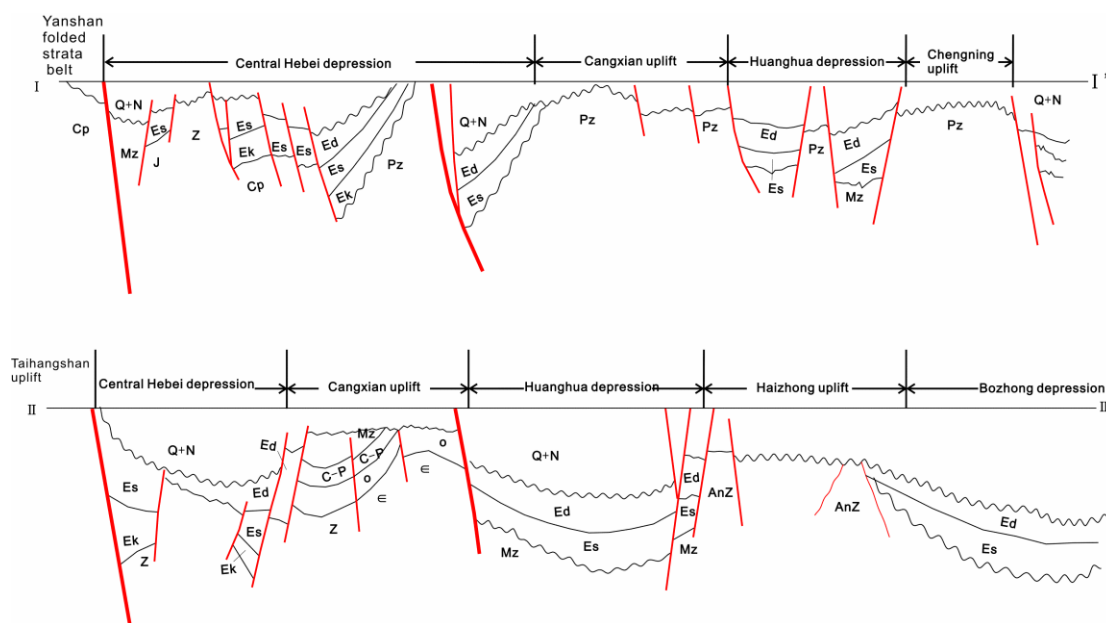 Yanshan
folded
strata
belt
Central Hebei depression
Cangxian uplift
Huanghua depression
Chengning
uplift
I
I'
Q+N
Q+N
Q+N
Cp
Es
Z
Es
Es
Es
Ed
Pz
Pz
Pz
Ed
Pz
Ed
Pz
Mz
J
Ek
Cp
Es
Ek
Ed
Es
Es
Es
Mz
Taihangshan
uplift
Central Hebei depression
Cangxian uplift
Huanghua depression
Haizhong uplift
Bozhong depression
II
II
Q+N
Ed
Mz
C-P
C-P
o
o
∈
∈
Q+N
Es
Ed
Ed
AnZ
AnZ
Ed
Ek
Z
Es
Ek
Z
Ed
Es
Es
Mz
Mz
Es